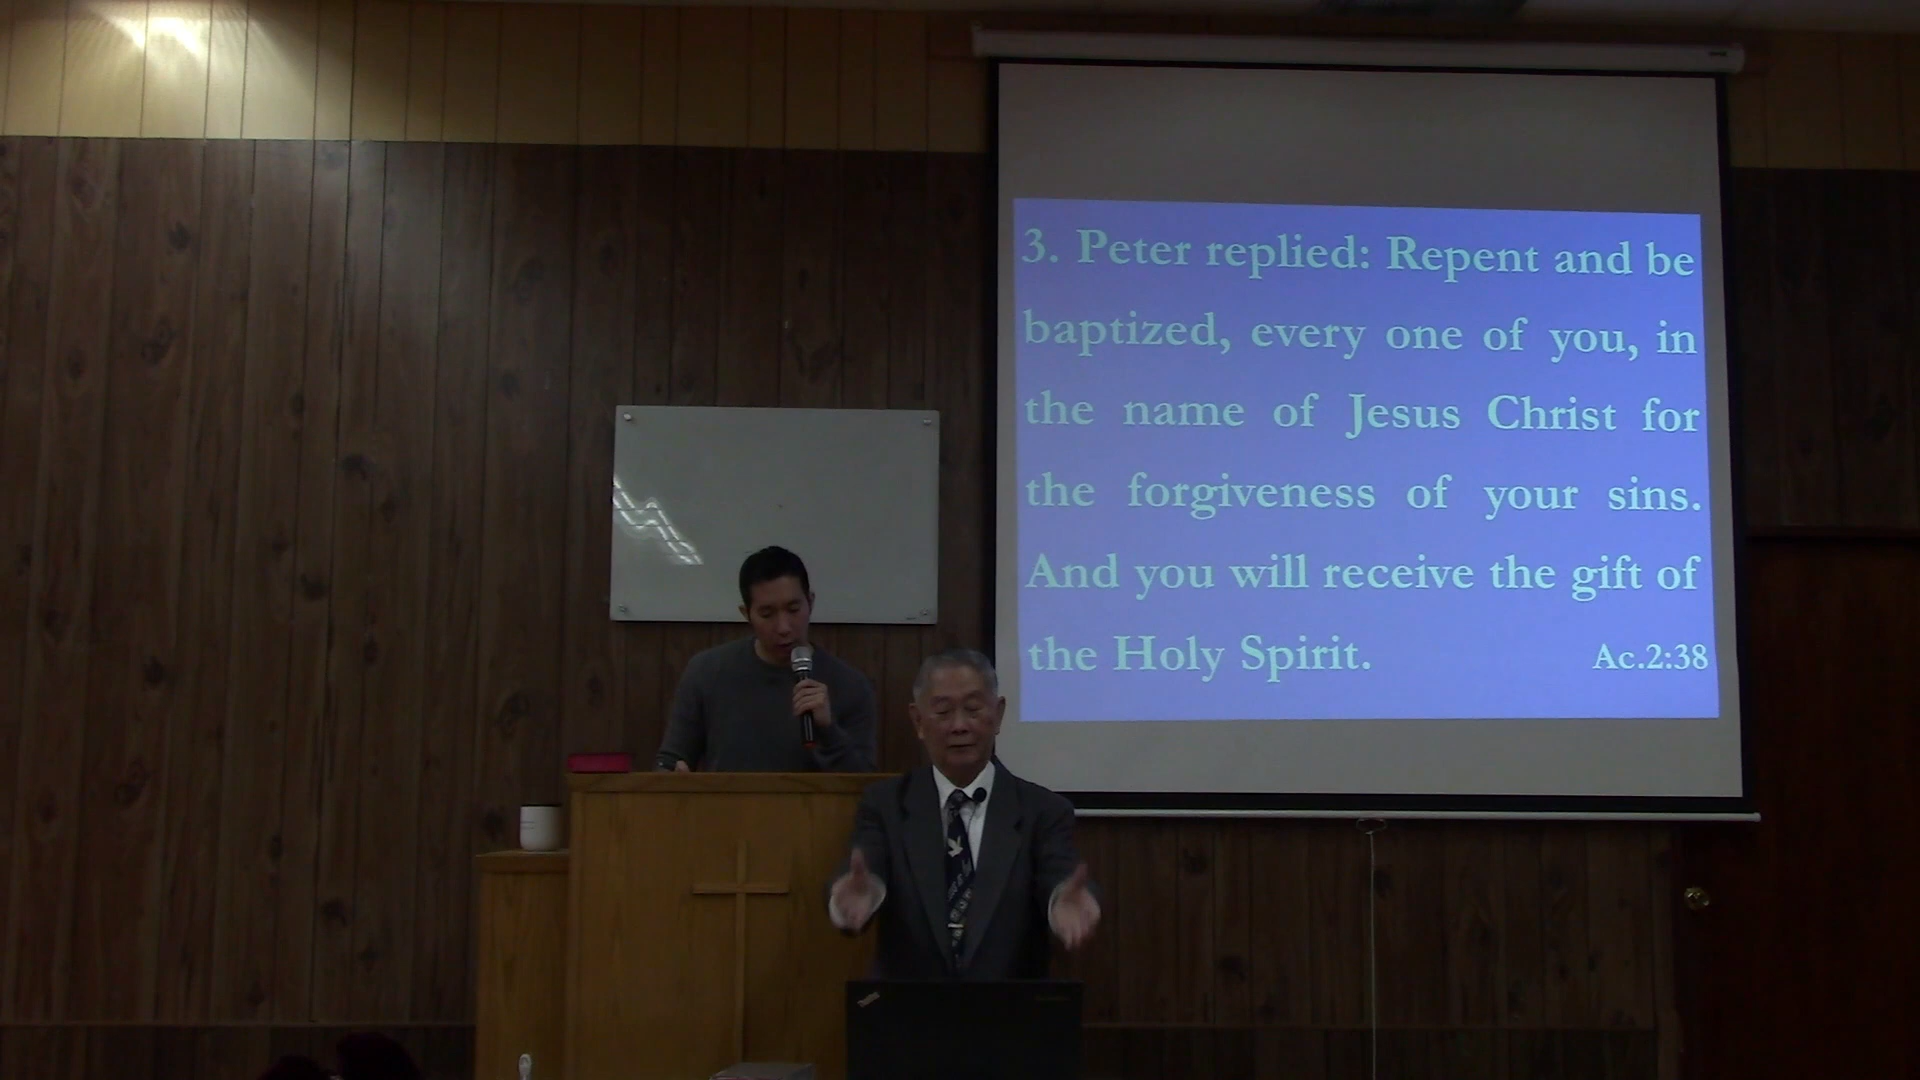 3. Peter replied: Repent and be
baptized, every one of you, in
the name of Jesus Christ for
the forgiveness of your sins.
And you will receive the gift of
the Holy Spirit. Ac.2:38